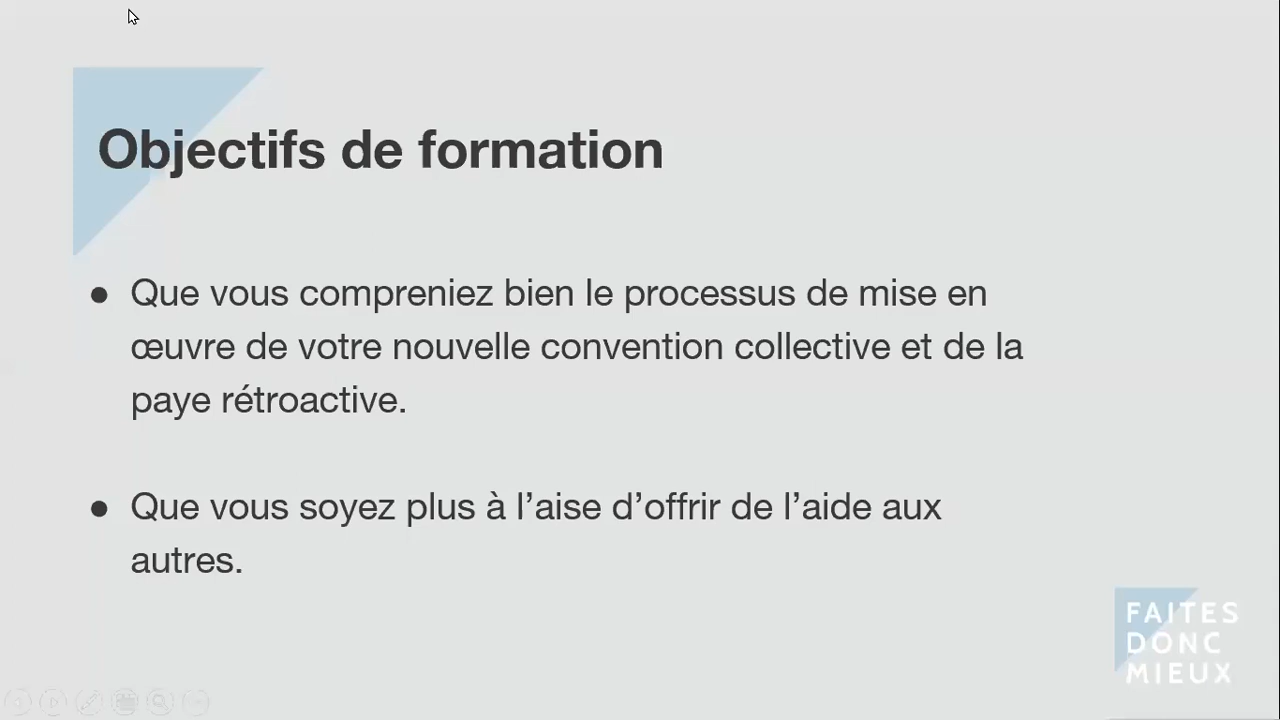 Objectifs de formation
● Que vous compreniez bien le processus de mise en
œuvre de votre nouvelle convention collective et de la
paye rétroactive.
● Que vous soyez plus à l’aise d’offrir de l’aide aux
autres.
FAITES
DONC
MIEUX